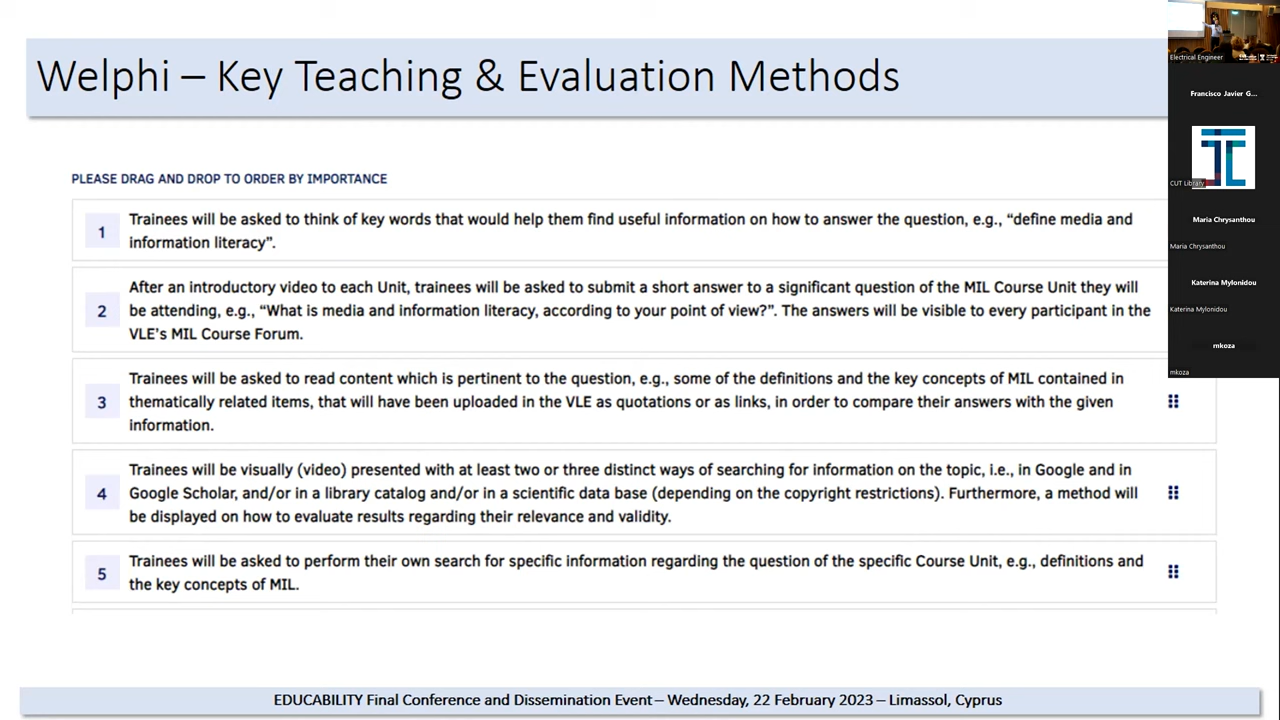 Welphi – Key Teaching & Evaluation Methods
PLEASE DRAG AND DROP TO ORDER BY IMPORTANCE
1
Trainees will be asked to think of key words that would help them find useful information on how to answer the question, e.g., “define media and
information literacy”.
2
After an introductory video to each Unit, trainees will be asked to submit a short answer to a significant question of the MIL Course Unit they will
be attending, e.g., “What is media and information literacy, according to your point of view?”. The answers will be visible to every participant in the
VLE’s MIL Course Forum.
3
Trainees will be asked to read content which is pertinent to the question, e.g., some of the definitions and the key concepts of MIL contained in
thematically related items, that will have been uploaded in the VLE as quotations or as links, in order to compare their answers with the given
information.
4
Trainees will be visually (video) presented with at least two or three distinct ways of searching for information on the topic, i.e., in Google and in
Google Scholar, and/or in a library catalog and/or in a scientific data base (depending on the copyright restrictions). Furthermore, a method will
be displayed on how to evaluate results regarding their relevance and validity.
5
Trainees will be asked to perform their own search for specific information regarding the question of the specific Course Unit, e.g., definitions and
the key concepts of MIL.
EDUCABILITY Final Conference and Dissemination Event – Wednesday, 22 February 2023 – Limassol, Cyprus
Electrical Engineer
Francisco Javier G...
CUT Library
Maria Chrysanthou
Maria Chrysanthou
Katerina Mylonidou
Katerina Mylonidou
mkoza
mkoza